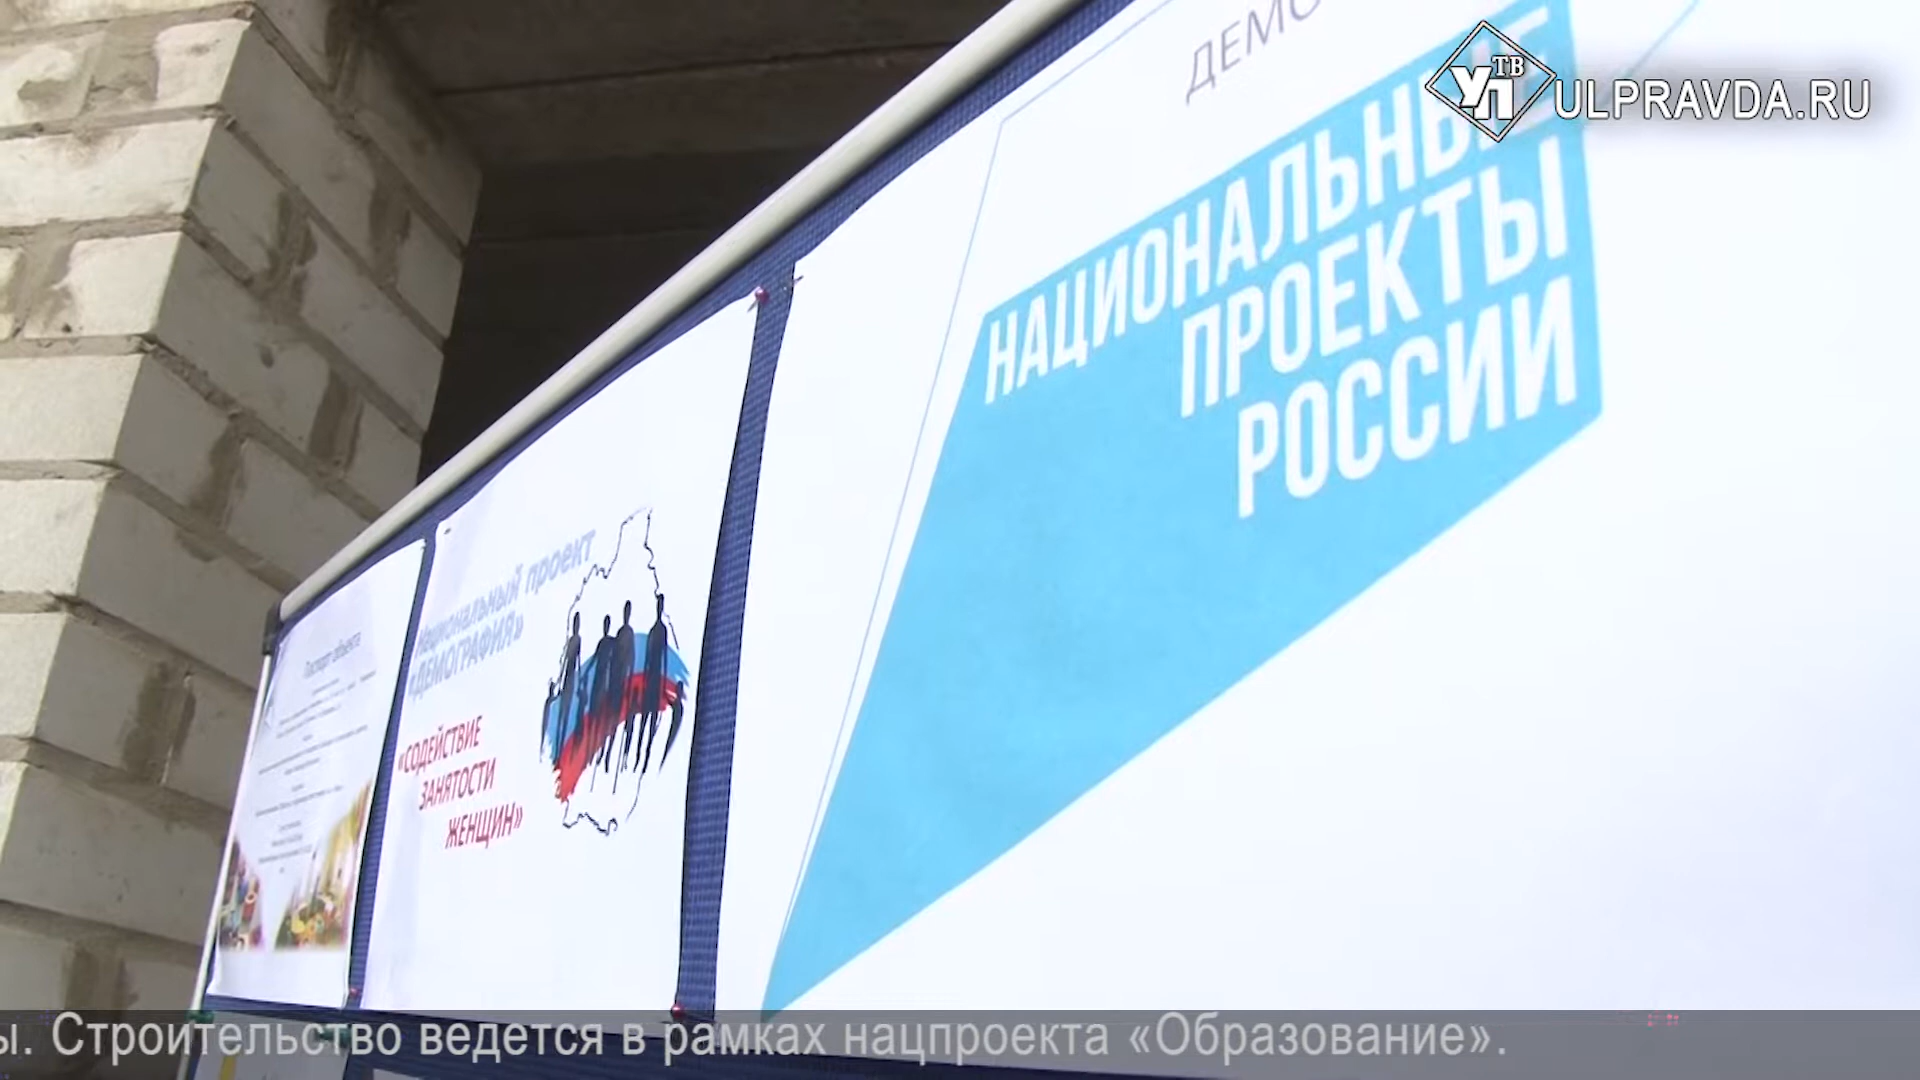 УП ТВ ULPRAVDA.RU
ДЕМО
НАЦИОНАЛЬНЫЕ
ПРОЕКТЫ
РОССИИ
Национальный проект
«ДЕМОГРАФИЯ»
«СОДЕЙСТВИЕ
ЗАНЯТОСТИ
ЖЕНЩИН»
Паспорт объекта
ы. Строительство ведется в рамках нацпроекта «Образование».